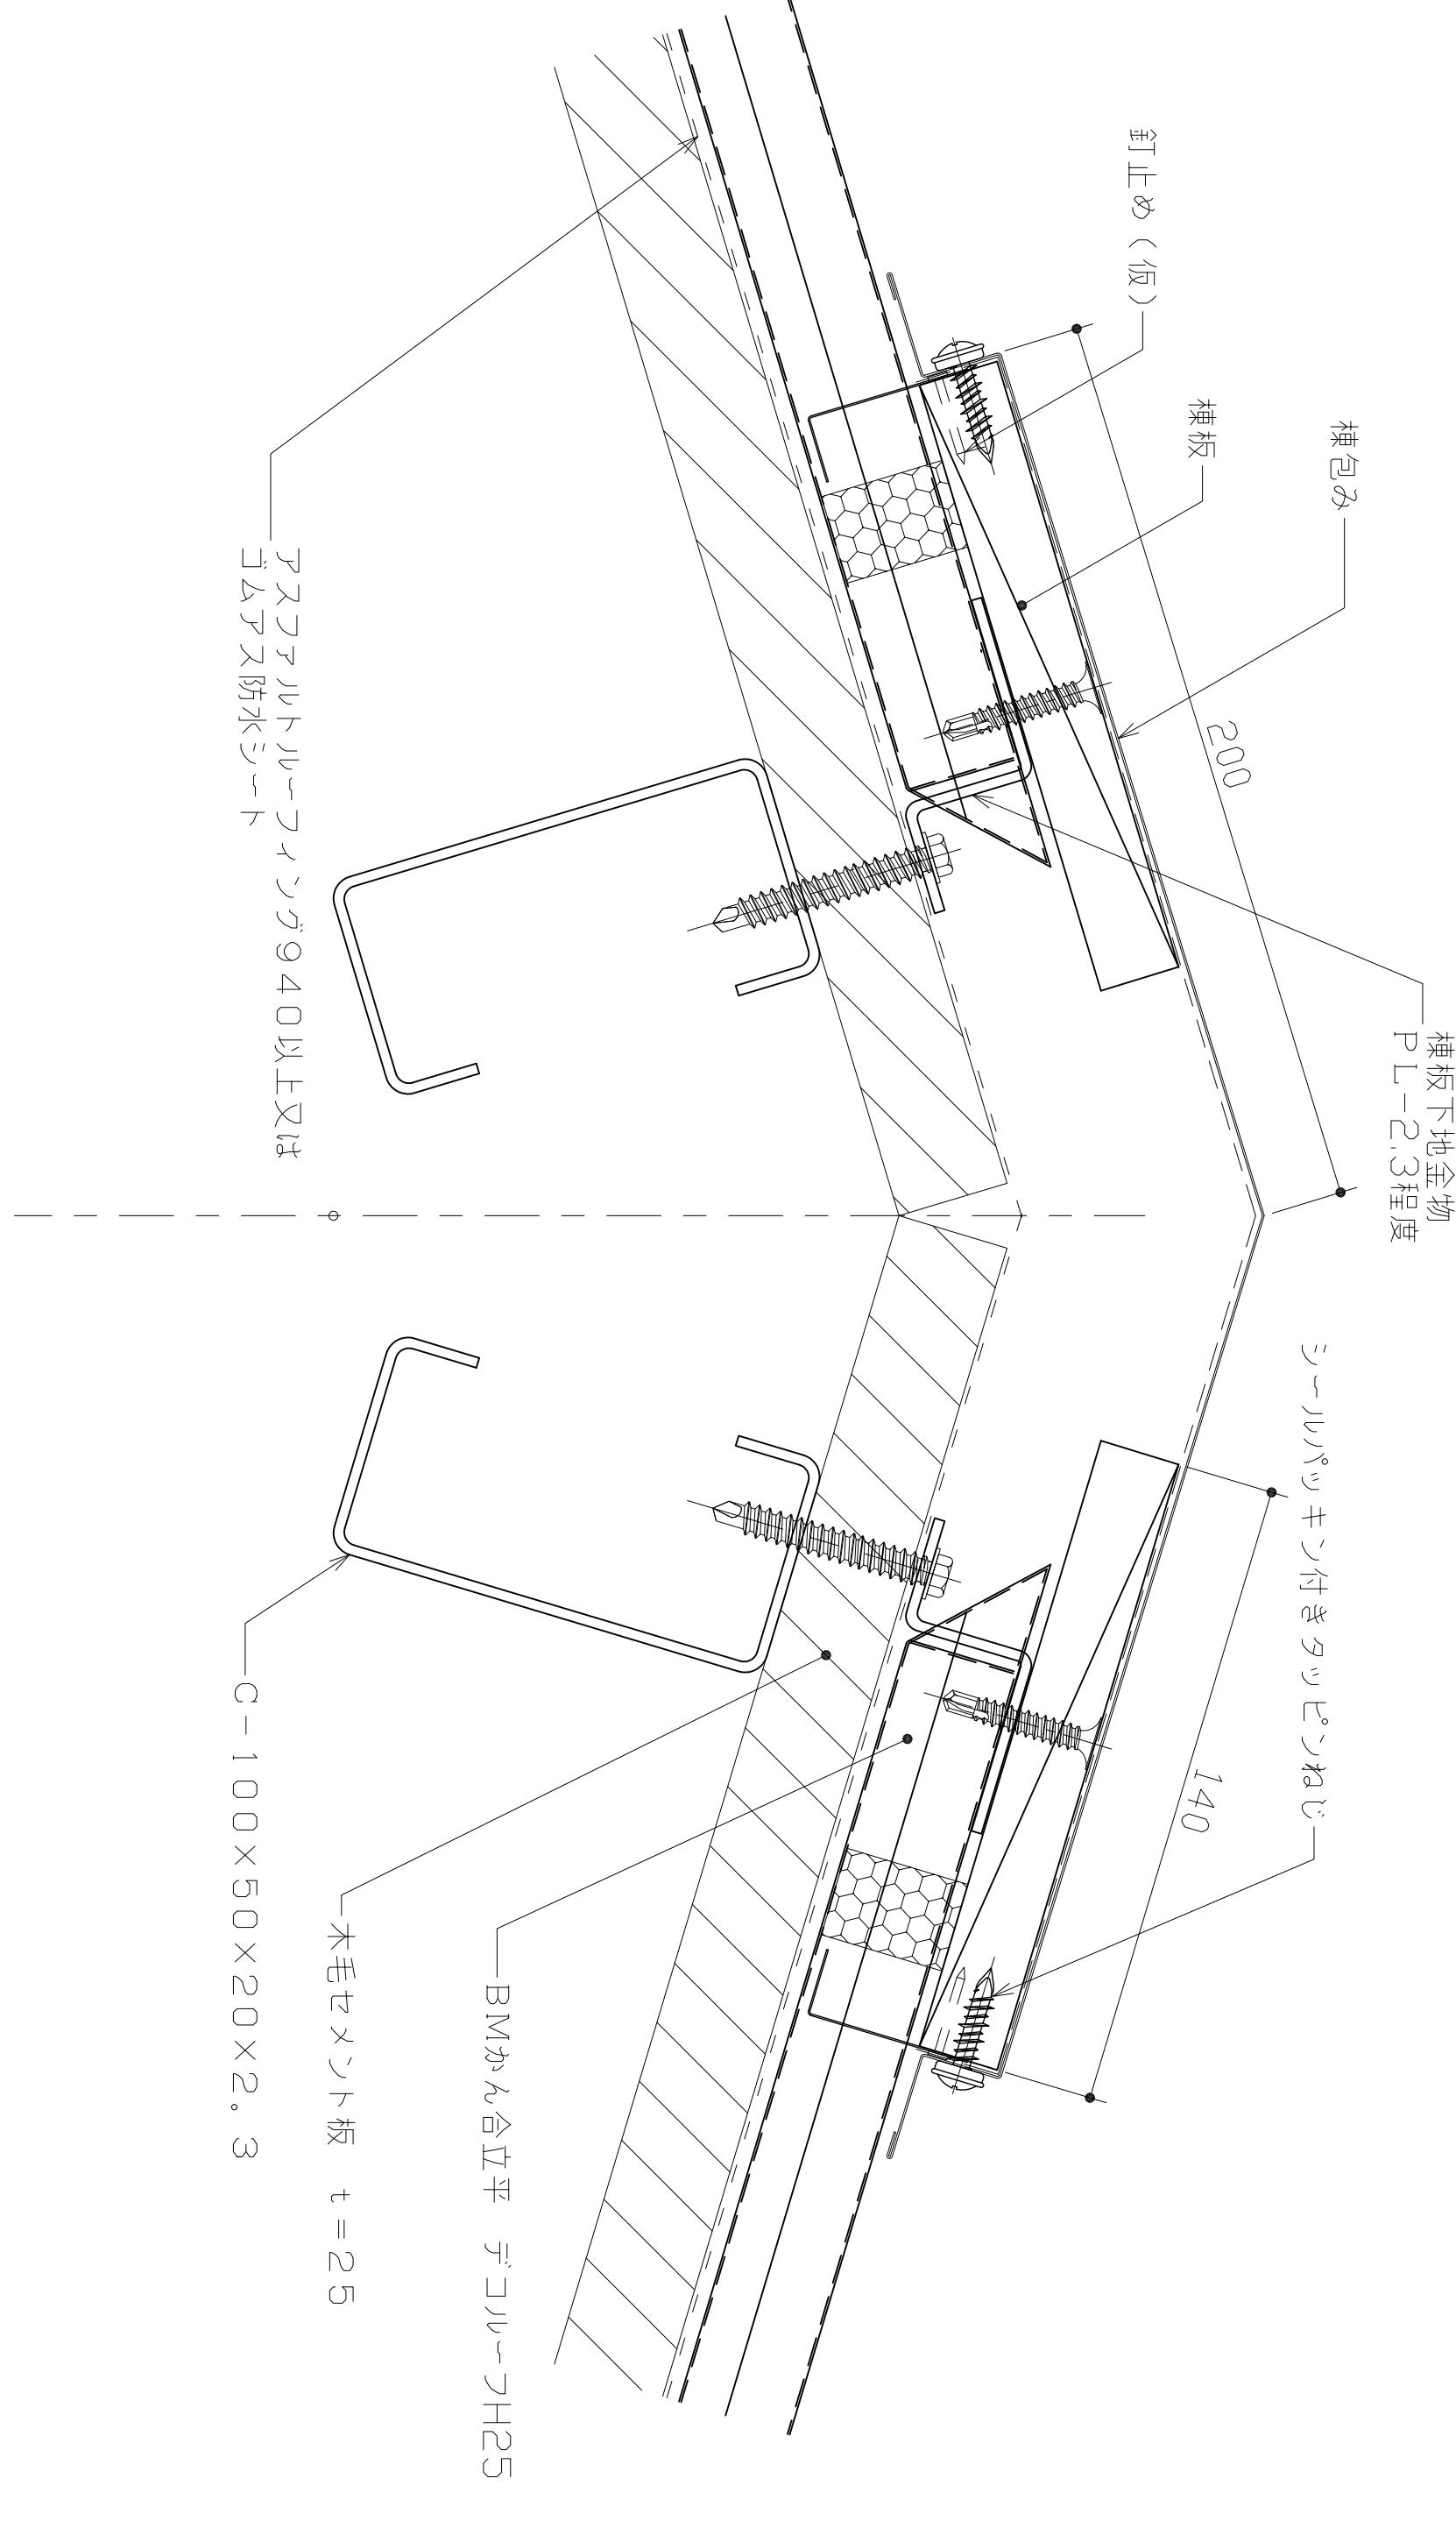 棟板下地金物
PL-2.3程度
棟包み
棟板
釘止め（仮）
200
シールパッキン付きタッピンねじ
140
アスファルトルーフィング940以上又は
ゴムアス防水シート
BMかん合立平　デコルーフH25
木毛セメント板　t=25
C-100×50×20×2.3